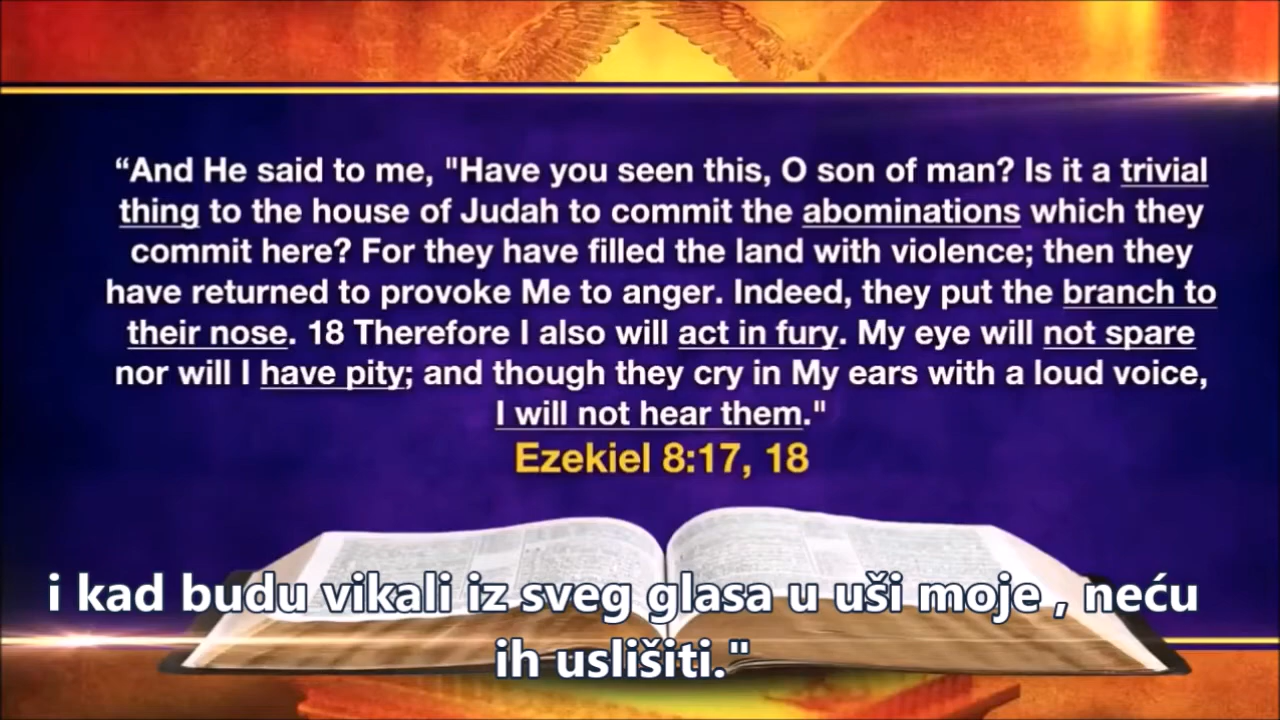 “And He said to me, "Have you seen this, O son of man? Is it a trivial
thing to the house of Judah to commit the abominations which they
commit here? For they have filled the land with violence; then they
have returned to provoke Me to anger. Indeed, they put the branch to
their nose. 18 Therefore I also will act in fury. My eye will not spare
nor will I have pity; and though they cry in My ears with a loud voice,
I will not hear them."
Ezekiel 8:17, 18
i kad budu vikali iz sveg glasa u uši moje , neću
ih uslišiti."